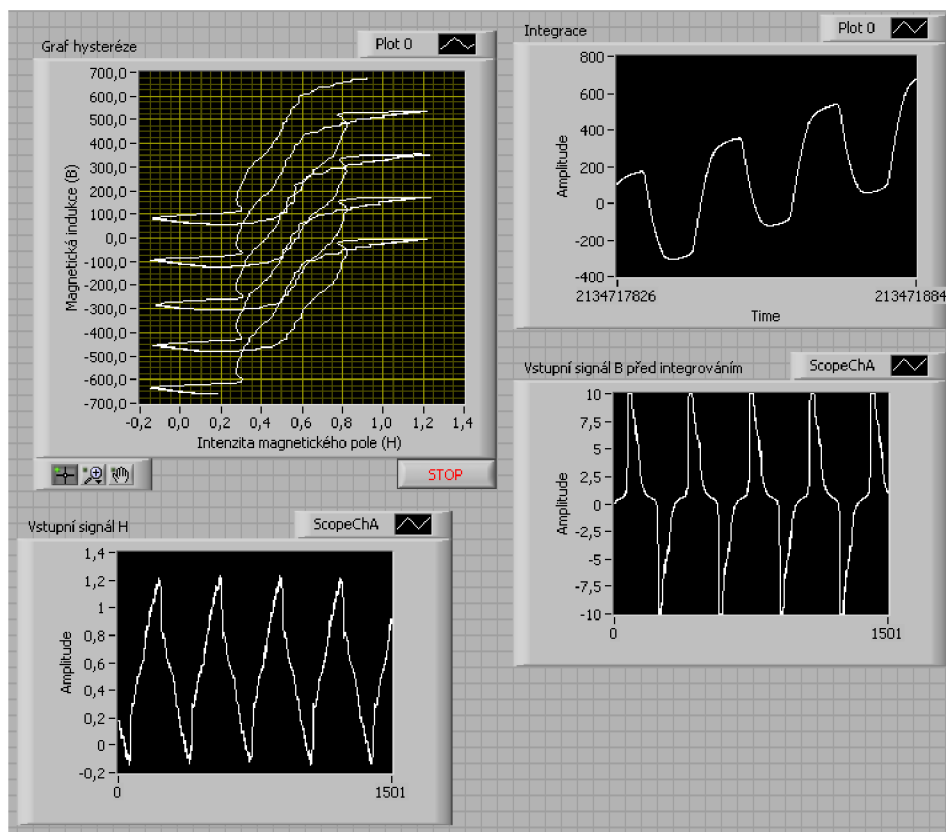 Graf hysteréze
Plot 0
700,0
600,0
500,0
400,0
300,0
200,0
100,0
0,0
-100,0
-200,0
-300,0
-400,0
-500,0
-600,0
-700,0
Magnetická indukce (B)
-0,2 0,0 0,2 0,4 0,6 0,8 1,0 1,2 1,4
Intenzita magnetického pole (H)
STOP
Integrace
Plot 0
800
600
400
200
0
-200
-400
Amplitude
2134717826 213471884
Time
Vstupní signál B před integrováním
ScopeChA
10
7,5
5
2,5
0
-2,5
-5
-7,5
-10
Amplitude
0 1501
Vstupní signál H
ScopeChA
1,4
1,2
1
0,8
0,6
0,4
0,2
0
-0,2
Amplitude
0 1501